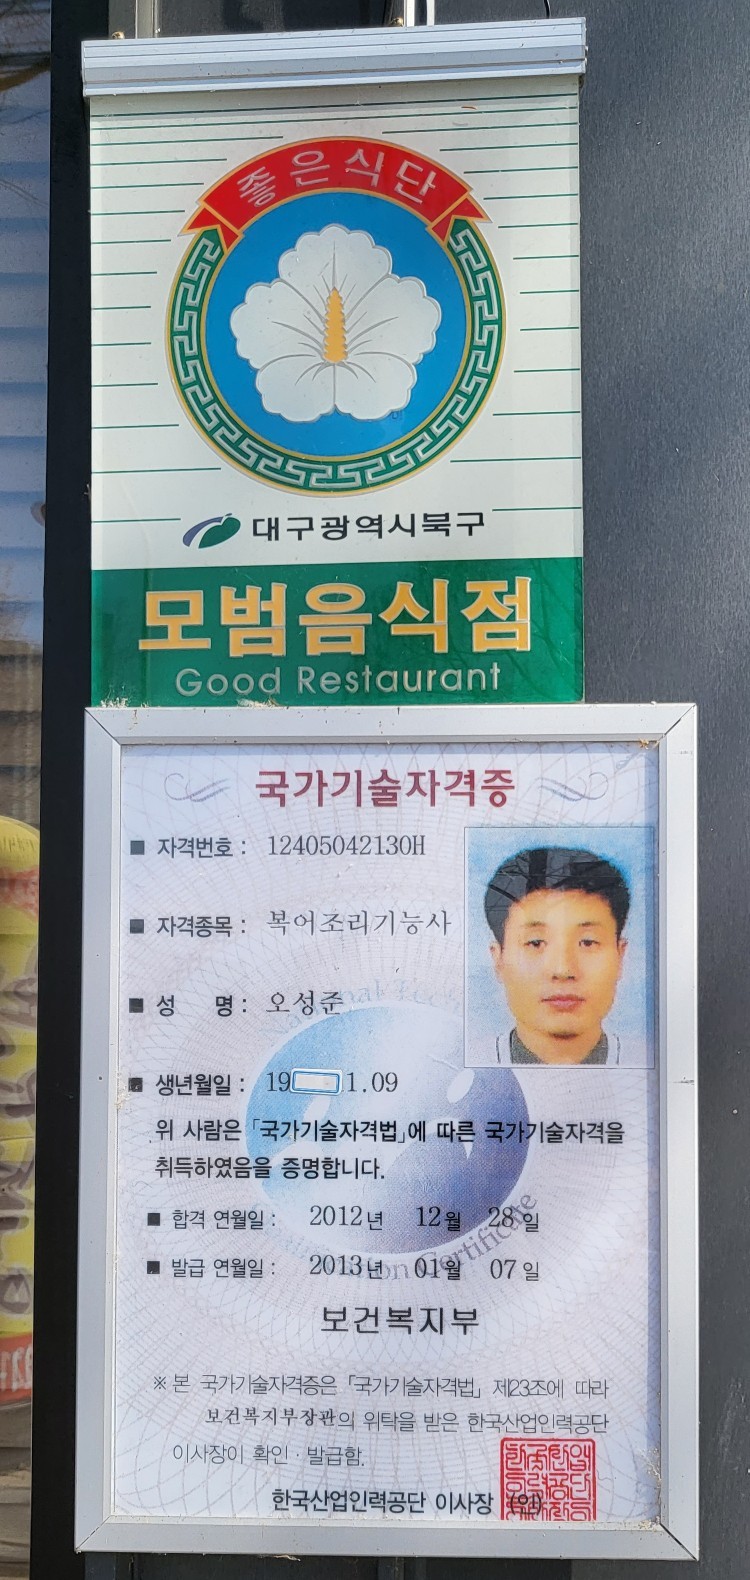 좋은식단
대구광역시북구
모범음식점
Good Restaurant
국가기술자격증
■ 자격번호 : 12405042130H
■ 자격종목 : 복어조리기능사
■ 성 명 : 오성준
■ 생년월일 : 19 1.09
위 사람은 「국가기술자격법」에 따른 국가기술자격을
취득하였음을 증명합니다.
■ 합격 연월일 : 2012년 12월 28일
■ 발급 연월일 : 2013년 01월 07일
보건복지부
※ 본 국가기술자격증은 「국가기술자격법」 제23조에 따라
보건복지부장관의 위탁을 받은 한국산업인력공단
이사장이 확인·발급함.
한국산업인력공단 이사장 (인)